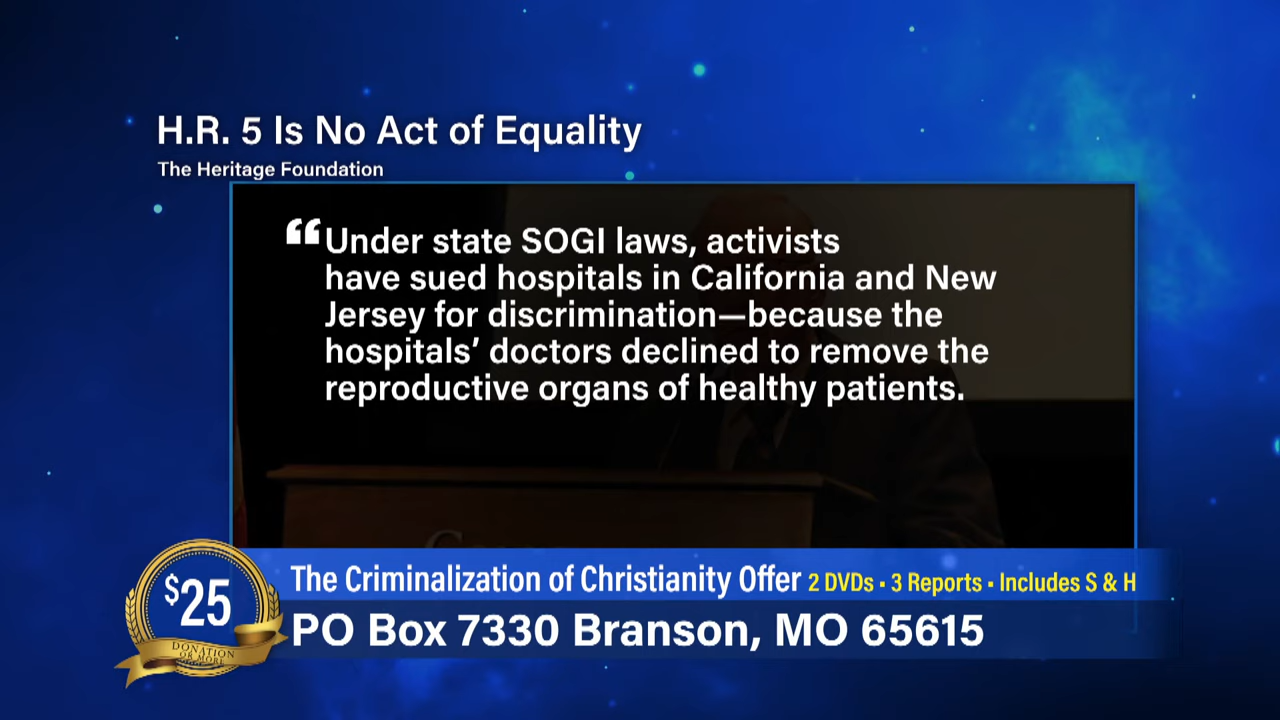 H.R. 5 Is No Act of Equality
The Heritage Foundation
“Under state SOGI laws, activists
have sued hospitals in California and New
Jersey for discrimination—because the
hospitals’ doctors declined to remove the
reproductive organs of healthy patients.
$25
DONATION
OR MORE
The Criminalization of Christianity Offer 2 DVDs · 3 Reports · Includes S & H
PO Box 7330 Branson, MO 65615